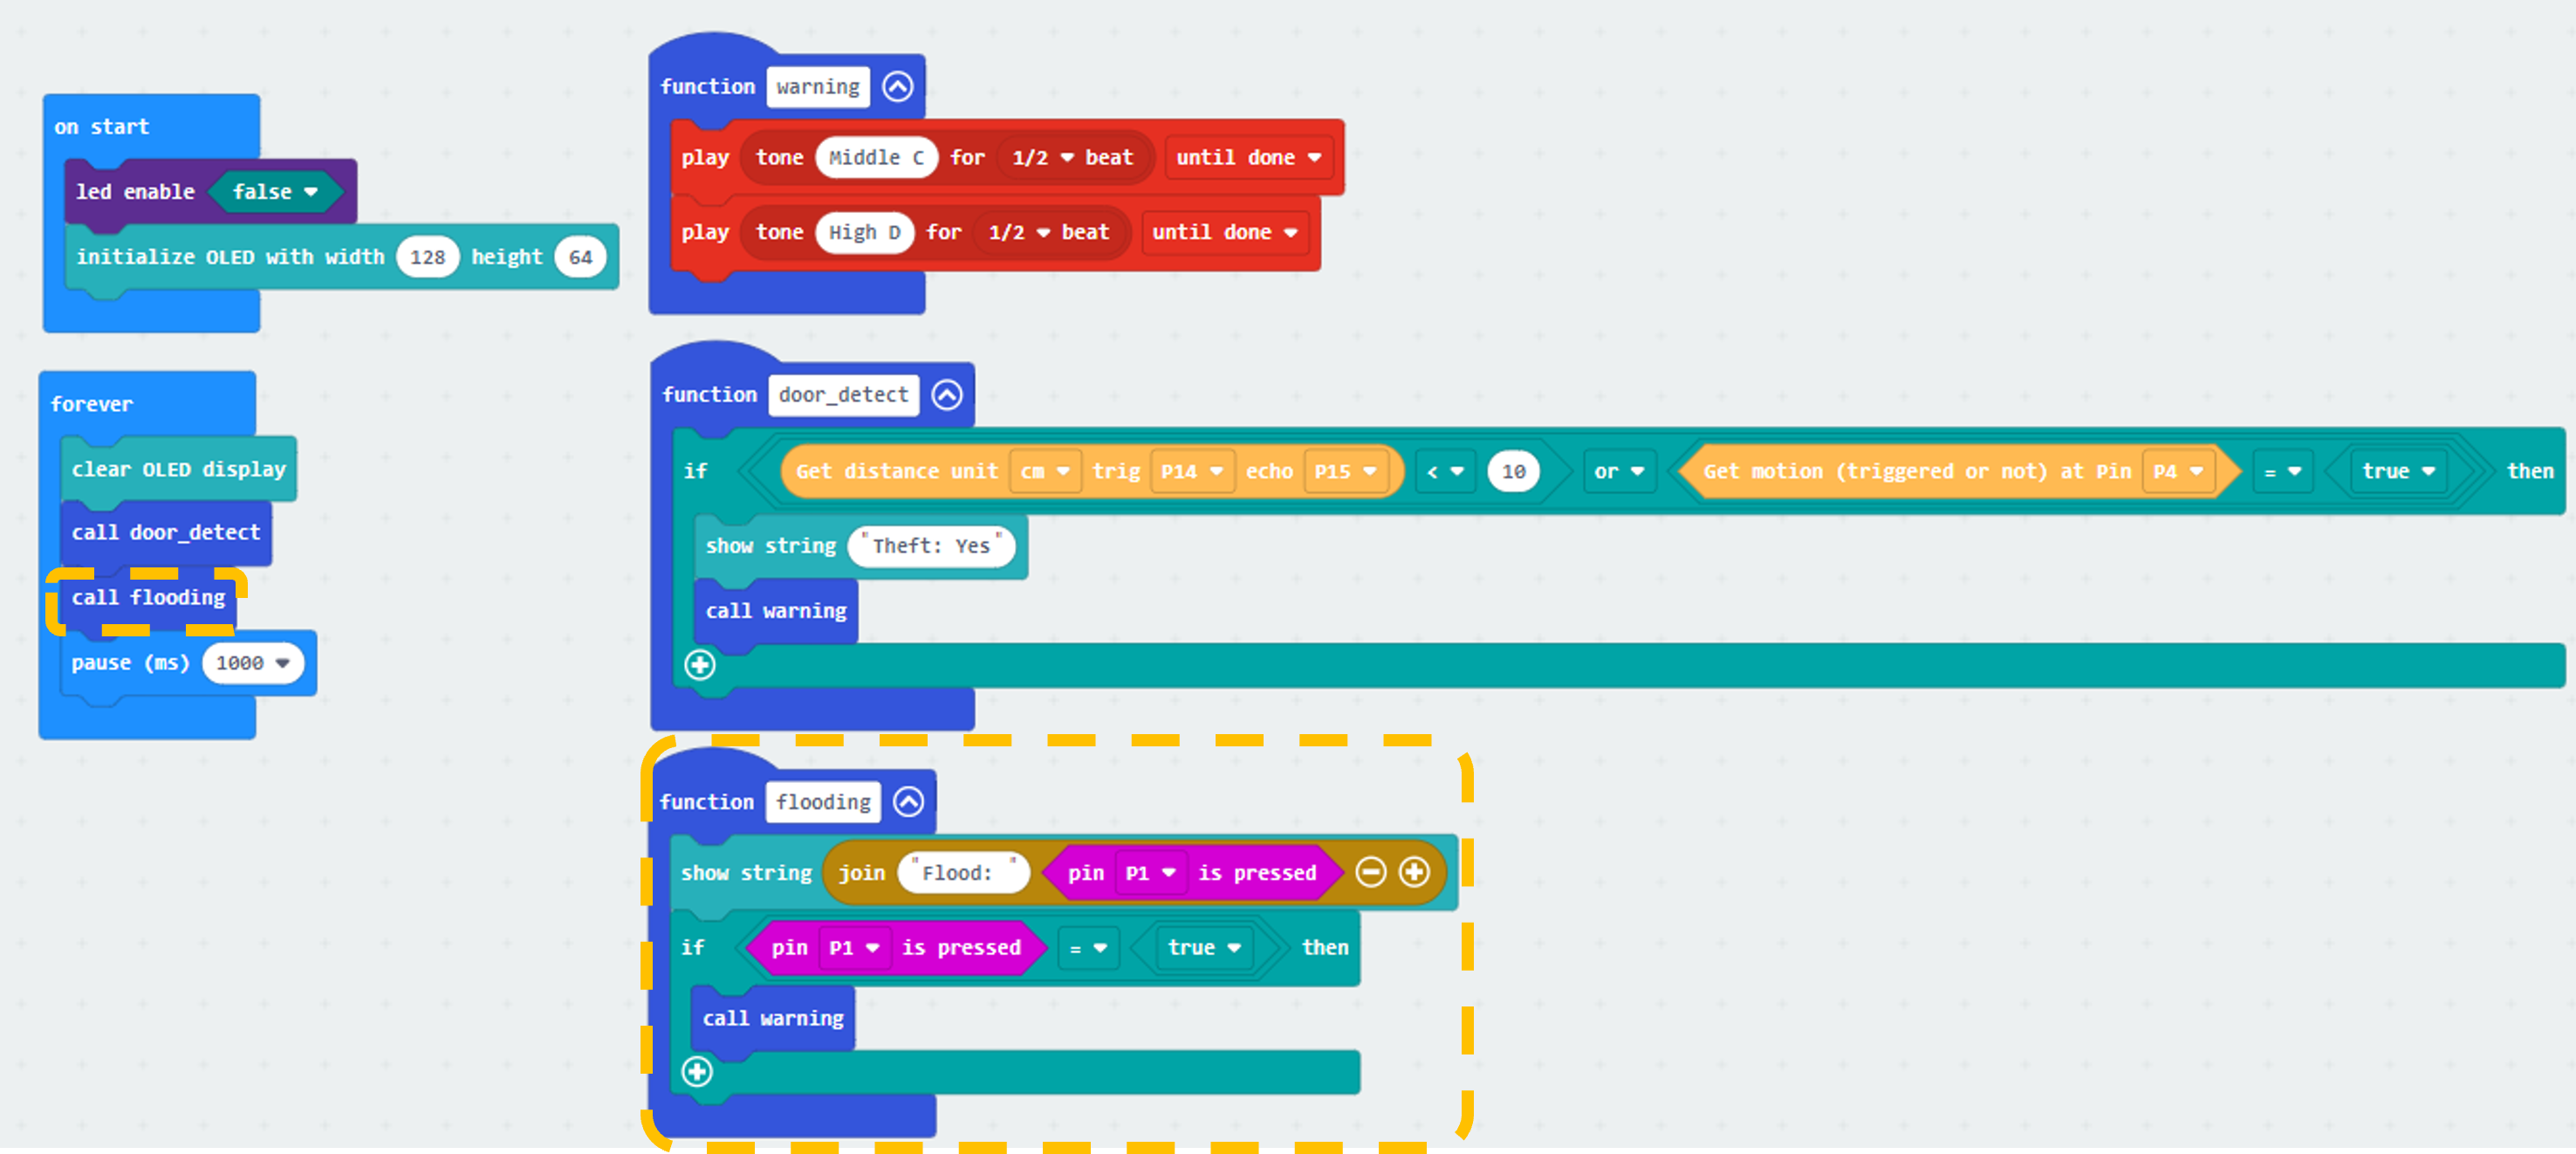 on start
led enable false
initialize OLED with width 128 height 64
forever
clear OLED display
call door_detect
call flooding
pause (ms) 1000
function warning
play tone Middle C for 1/2 beat until done
play tone High D for 1/2 beat until done
function door_detect
if Get distance unit cm trig P14 echo P15 < 10 or Get motion (triggered or not) at Pin P4 = true then
show string "Theft: Yes"
call warning
function flooding
show string join "Flood: " pin P1 is pressed
if pin P1 is pressed = true then
call warning